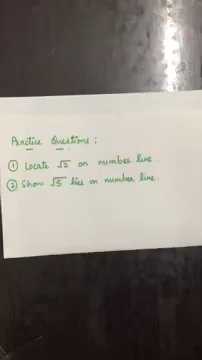 Practice Questions :
① Locate √2 on number line.
② Show √5 lies on number line.